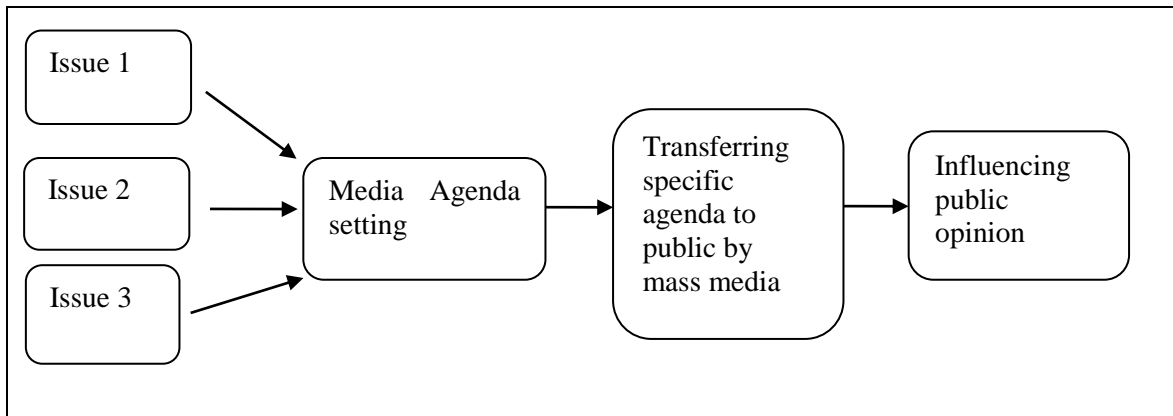 Issue 1
Issue 2
Issue 3
Media Agenda
setting
Transferring
specific
agenda to
public by
mass media
Influencing
public
opinion